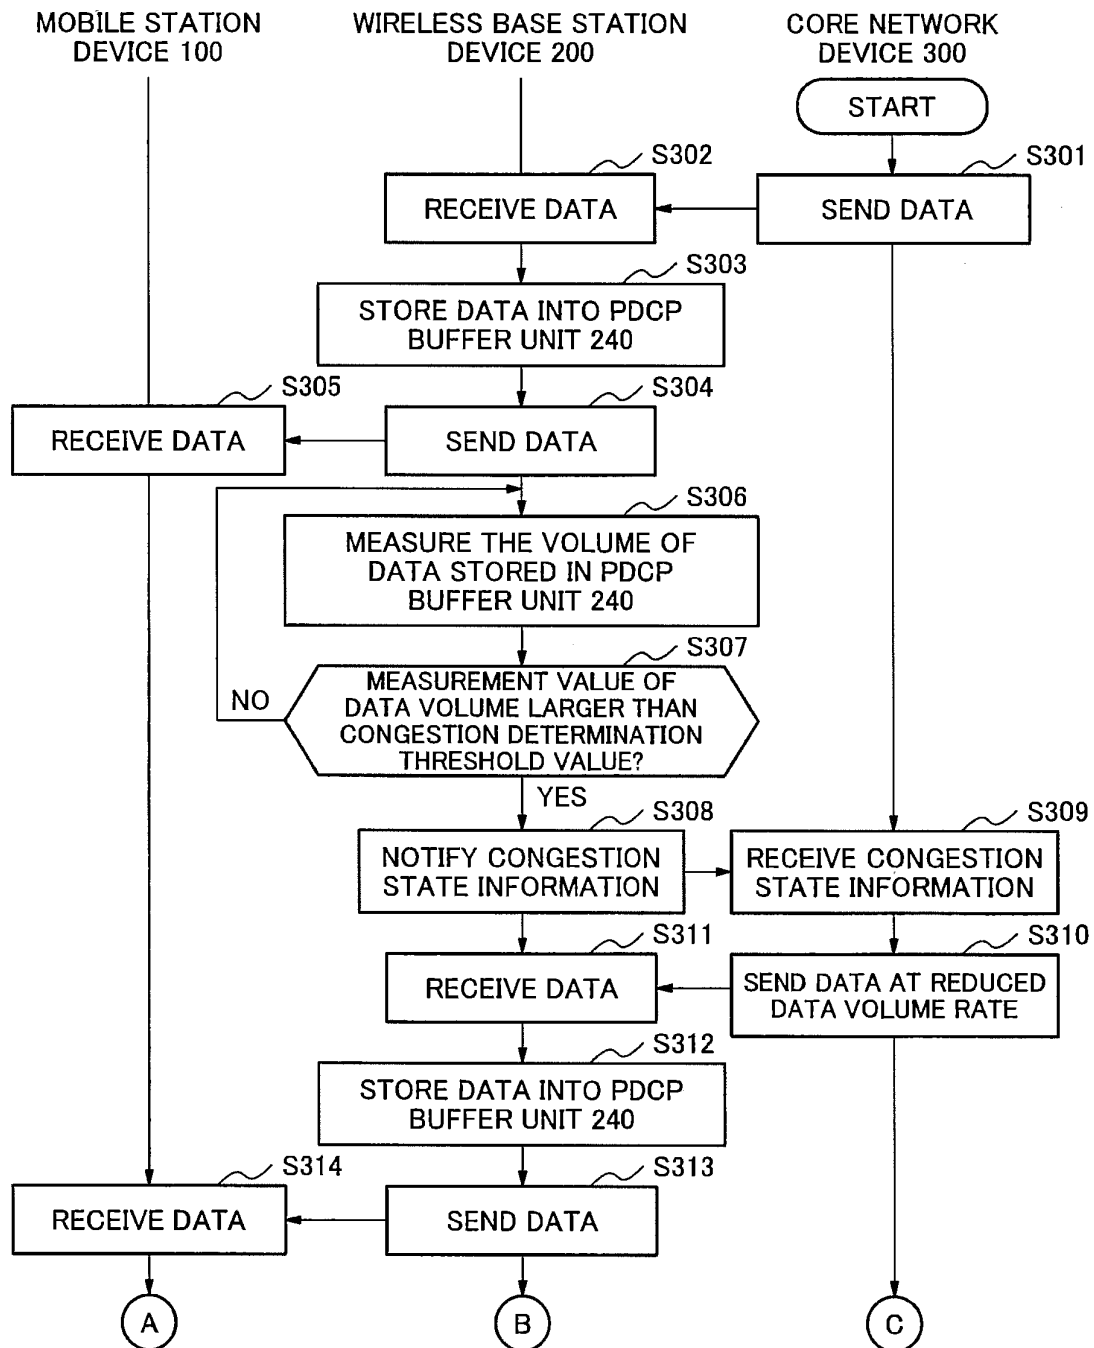 MOBILE STATION
DEVICE 100
WIRELESS BASE STATION
DEVICE 200
CORE NETWORK
DEVICE 300
START
S302
RECEIVE DATA
S301
SEND DATA
S303
STORE DATA INTO PDCP
BUFFER UNIT 240
S305
RECEIVE DATA
S304
SEND DATA
S306
MEASURE THE VOLUME OF
DATA STORED IN PDCP
BUFFER UNIT 240
S307
NO
MEASUREMENT VALUE OF
DATA VOLUME LARGER THAN
CONGESTION DETERMINATION
THRESHOLD VALUE?
YES
S308
NOTIFY CONGESTION
STATE INFORMATION
S309
RECEIVE CONGESTION
STATE INFORMATION
S311
RECEIVE DATA
S310
SEND DATA AT REDUCED
DATA VOLUME RATE
S312
STORE DATA INTO PDCP
BUFFER UNIT 240
S314
RECEIVE DATA
S313
SEND DATA
A
B
C